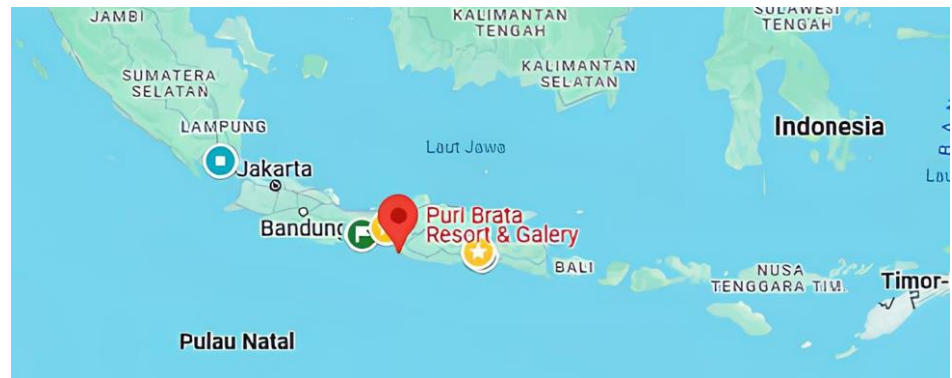 JAMBI
KALIMANTAN
TENGAH
SULAWESI
TENGAH
SUMATERA
SELATAN
KALIMANTAN
SELATAN
LAMPUNG
Indonesia
Laut Jawa
Jakarta
Bandung
Puri Brata
Resort & Galery
BALI
NUSA
TENGGARA TIM.
Timor-
Pulau Natal